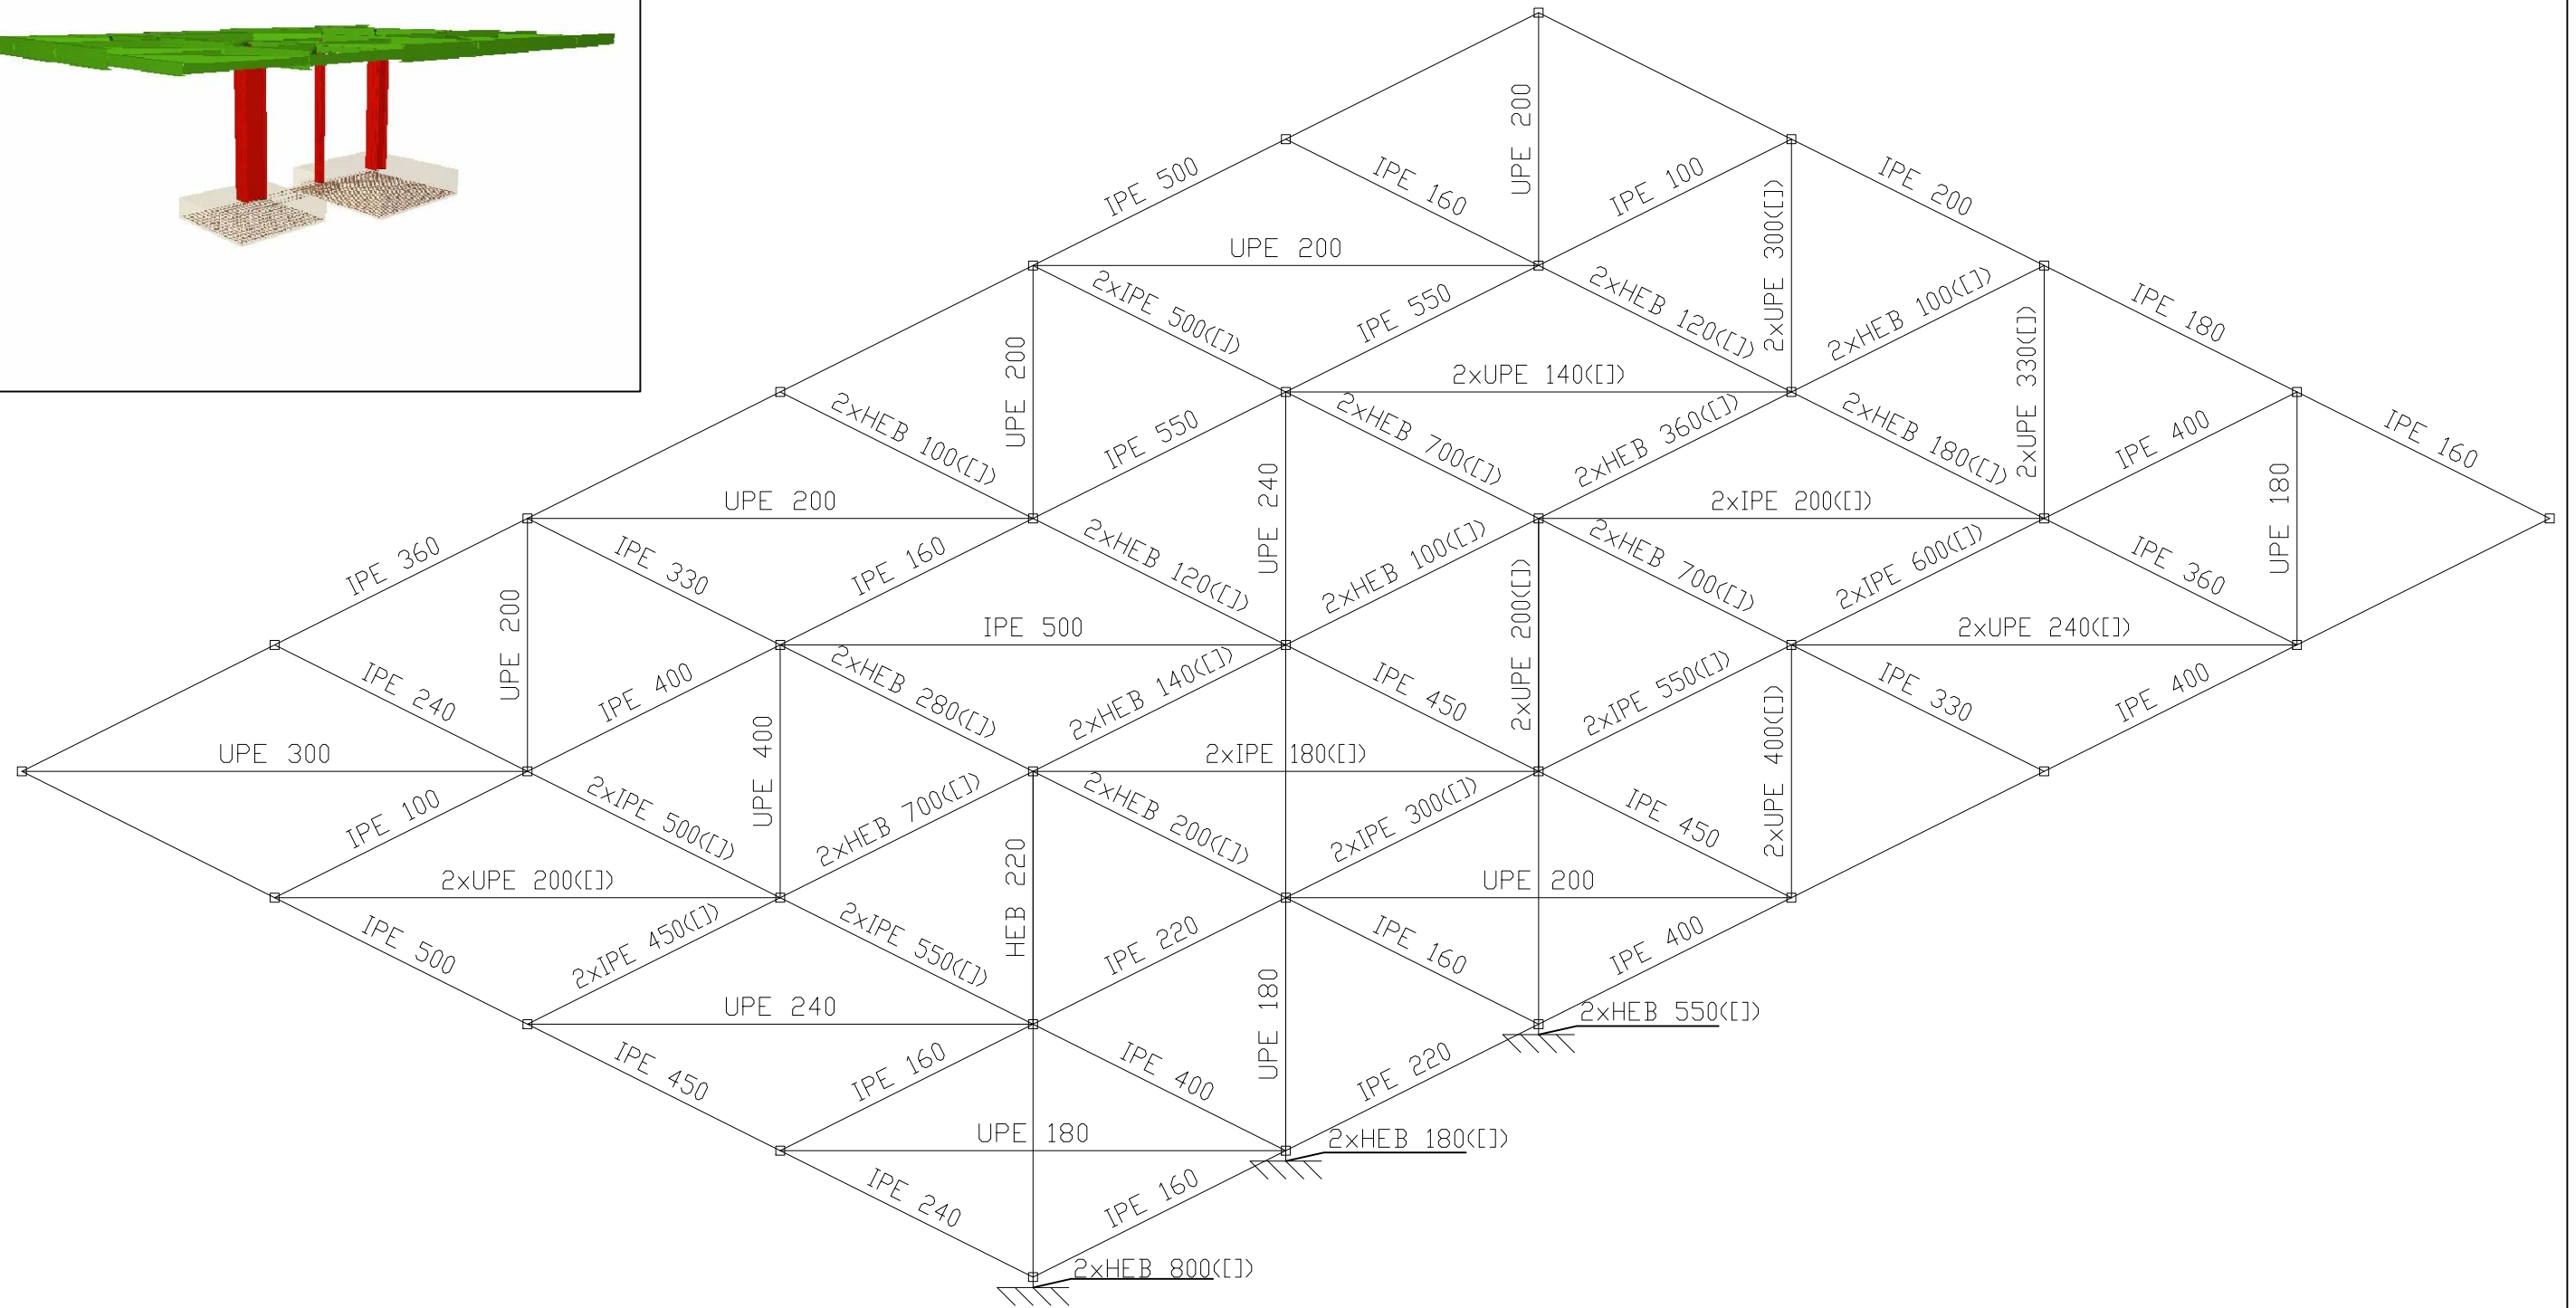 UPE 200
IPE 500
IPE 160
IPE 100
IPE 200
2xUPE 300([])
UPE 200
2xIPE 500([])
IPE 550
2xHEB 120([])
2xHEB 100([])
IPE 180
2xUPE 330([])
UPE 200
2xUPE 140([])
2xHEB 100([])
IPE 550
2xHEB 700([])
2xHEB 360([])
2xHEB 180([])
IPE 400
IPE 160
UPE 200
UPE 240
2xIPE 200([])
UPE 180
IPE 360
IPE 330
IPE 160
2xHEB 120([])
2xHEB 100([])
2xHEB 700([])
2xIPE 600([])
IPE 360
UPE 200
IPE 500
2xUPE 200([])
2xUPE 240([])
IPE 240
IPE 400
2xHEB 280([])
2xHEB 140([])
IPE 450
2xIPE 550([])
IPE 330
IPE 400
UPE 300
UPE 400
2xIPE 180([])
2xUPE 400([])
IPE 100
2xIPE 500([])
2xHEB 700([])
2xHEB 200([])
2xIPE 300([])
IPE 450
2xUPE 200([])
HEB 220
UPE 200
IPE 500
2xIPE 450([])
2xIPE 550([])
IPE 220
IPE 160
IPE 400
UPE 240
UPE 180
2xHEB 550([])
IPE 450
IPE 160
IPE 400
IPE 220
UPE 180
2xHEB 180([])
IPE 240
IPE 160
2xHEB 800([])